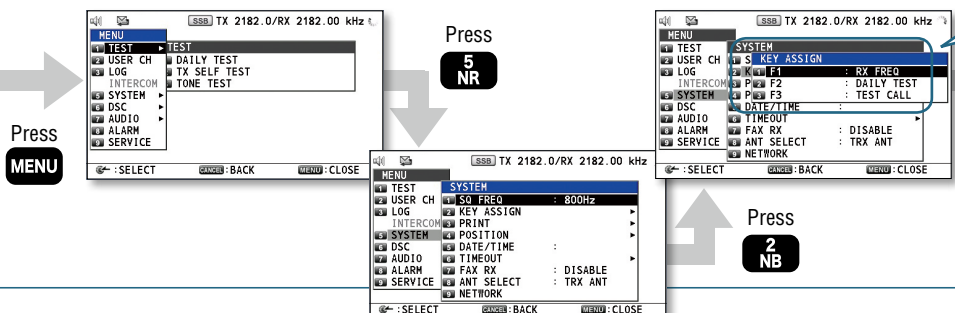 Press
MENU
SSB TX 2182.0/RX 2182.00 kHz
MENU
1 TEST
2 USER CH
3 LOG
INTERCOM
5 SYSTEM
6 DSC
7 AUDIO
8 ALARM
9 SERVICE
TEST
DAILY TEST
TX SELF TEST
TONE TEST
:SELECT CANCEL:BACK MENU:CLOSE
Press
5
NR
SSB TX 2182.0/RX 2182.00 kHz
MENU
1 TEST
2 USER CH
3 LOG
INTERCOM
5 SYSTEM
6 DSC
7 AUDIO
8 ALARM
9 SERVICE
SYSTEM
1 SQ FREQ : 800Hz
2 KEY ASSIGN
3 PRINT
4 POSITION
5 DATE/TIME :
6 TIMEOUT
7 FAX RX : DISABLE
8 ANT SELECT : TRX ANT
9 NETWORK
:SELECT CANCEL:BACK MENU:CLOSE
Press
2
NB
SSB TX 2182.0/RX 2182.00 kHz
MENU
1 TEST
2 USER CH
3 LOG
INTERCOM
5 SYSTEM
6 DSC
7 AUDIO
8 ALARM
9 SERVICE
SYSTEM
1 S
2 K
3 P
4 P
KEY ASSIGN
1 F1 : RX FREQ
2 F2 : DAILY TEST
3 F3 : TEST CALL
5 DATE/TIME :
6 TIMEOUT
7 FAX RX : DISABLE
8 ANT SELECT : TRX ANT
9 NETWORK
:SELECT CANCEL:BACK MENU:CLOSE